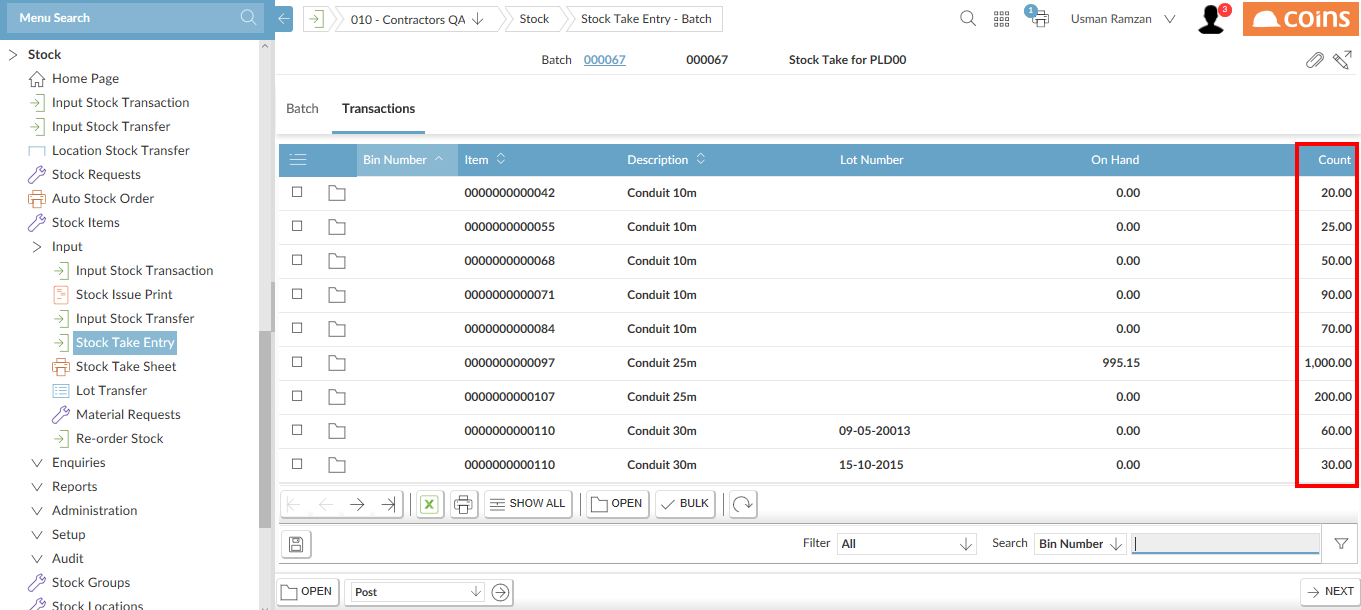 Menu Search
010 - Contractors QA
Stock
Stock Take Entry - Batch
1
Usman Ramzan
3
coins
Stock
Home Page
Input Stock Transaction
Input Stock Transfer
Location Stock Transfer
Stock Requests
Auto Stock Order
Stock Items
Input
Input Stock Transaction
Stock Issue Print
Input Stock Transfer
Stock Take Entry
Stock Take Sheet
Lot Transfer
Material Requests
Re-order Stock
Enquiries
Reports
Administration
Setup
Audit
Stock Groups
Stock Locations
Batch 000067 000067 Stock Take for PLD00
Batch Transactions
Bin Number Item Description Lot Number On Hand Count
0000000000042 Conduit 10m 0.00 20.00
0000000000055 Conduit 10m 0.00 25.00
0000000000068 Conduit 10m 0.00 50.00
0000000000071 Conduit 10m 0.00 90.00
0000000000084 Conduit 10m 0.00 70.00
0000000000097 Conduit 25m 995.15 1,000.00
0000000000107 Conduit 25m 0.00 200.00
0000000000110 Conduit 30m 09-05-20013 0.00 60.00
0000000000110 Conduit 30m 15-10-2015 0.00 30.00
X SHOW ALL OPEN BULK
Filter All Search Bin Number
OPEN Post NEXT